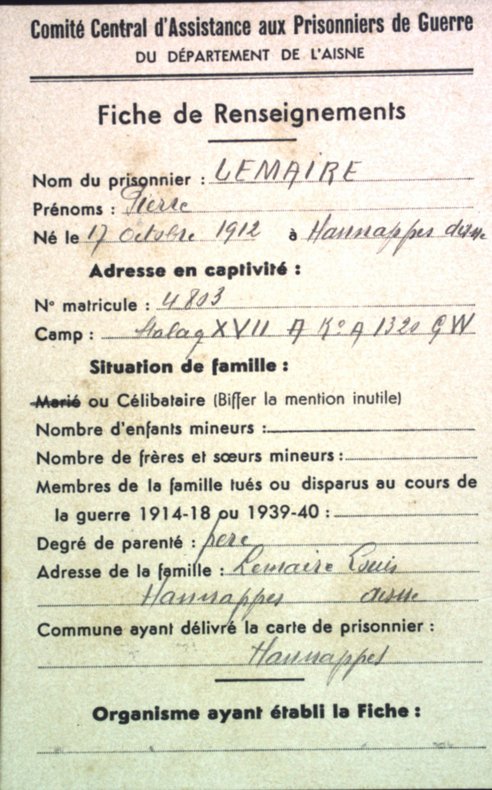 Comité Central d'Assistance aux Prisonniers de Guerre
DU DÉPARTEMENT DE L'AISNE
Fiche de Renseignements
Nom du prisonnier : LEMAIRE
Prénoms : Pierre
Né le 17 octobre 1912 à Hannappes aisne
Adresse en captivité :
N° matricule : 4803
Camp : Stalag XVII A Ko A 1320 GW
Situation de famille :
Marié ou Célibataire (Biffer la mention inutile)
Nombre d'enfants mineurs :
Nombre de frères et sœurs mineurs :
Membres de la famille tués ou disparus au cours de
la guerre 1914-18 ou 1939-40 :
Degré de parenté : père
Adresse de la famille : Lemaire Louis
Hannappes aisne
Commune ayant délivré la carte de prisonnier :
Hannappes
Organisme ayant établi la Fiche :